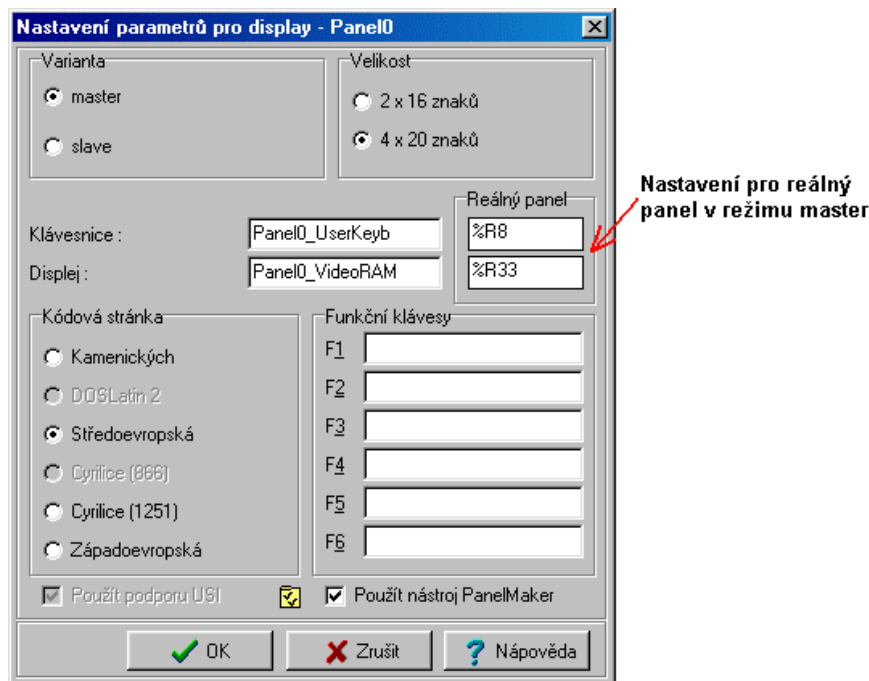 Nastavení parametrů pro display - Panel0
Varianta
master
slave
Velikost
2 x 16 znaků
4 x 20 znaků
Nastavení pro reálný
panel v režimu master
Reálný panel
Klávesnice :
Panel0_UserKeyb
%R8
Displej :
Panel0_VideoRAM
%R33
Kódová stránka
Kamenických
DOSLatin 2
Středoevropská
Cyrilice (866)
Cyrilice (1251)
Západoevropská
Funkční klávesy
F1
F2
F3
F4
F5
F6
Použít podporu USI
Použít nástroj PanelMaker
OK
Zrušit
Nápověda